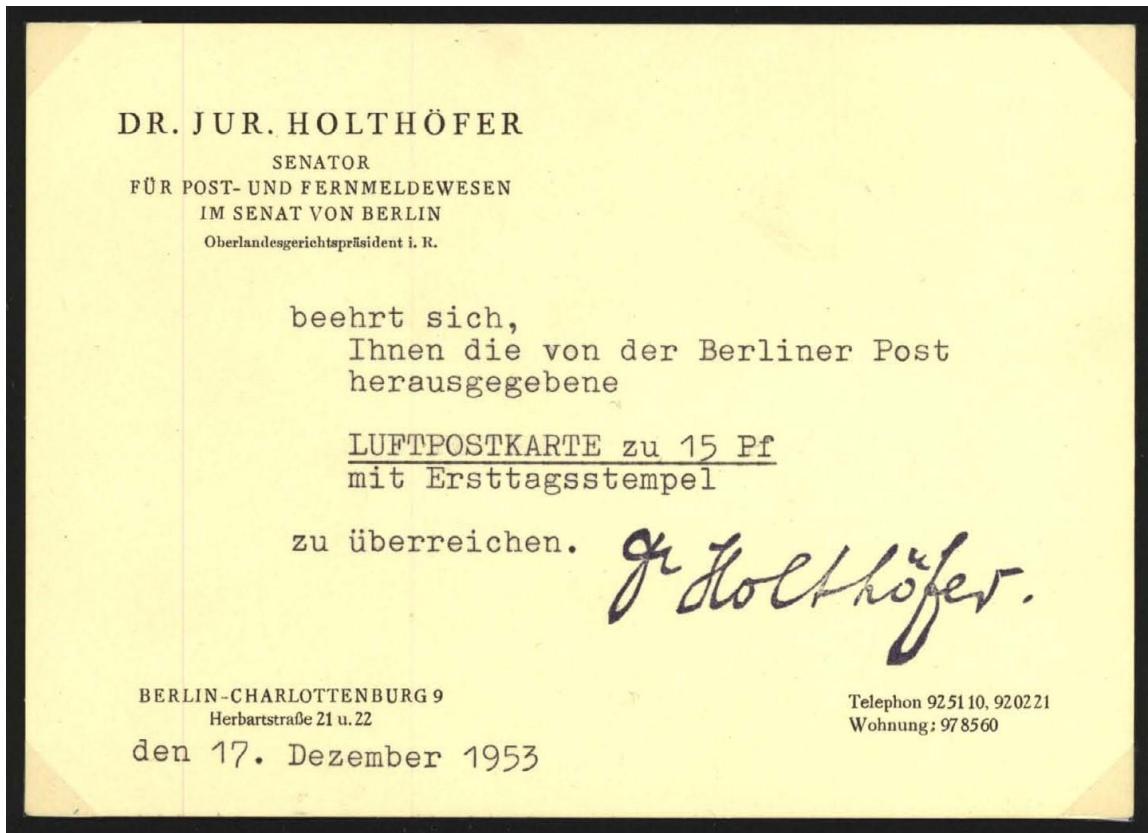 DR. JUR. HOLTHÖFER
SENATOR
FÜR POST- UND FERNMELDEWESEN
IM SENAT VON BERLIN
Oberlandesgerichtspräsident i. R.
beehrt sich,
Ihnen die von der Berliner Post
herausgegebene
LUFTPOSTKARTE zu 15 Pf
mit Ersttagsstempel
zu überreichen.
Dr Holthöfer.
BERLIN-CHARLOTTENBURG 9
Herbartstraße 21 u. 22
den 17. Dezember 1953
Telephon 925110, 920221
Wohnung: 978560